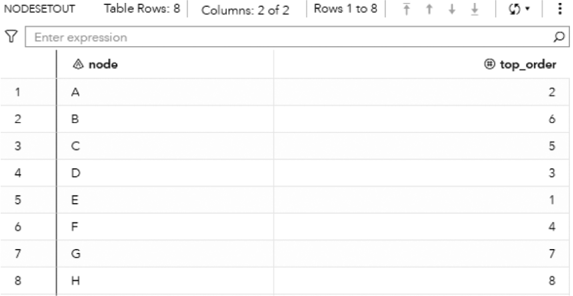 NODESETOUT Table Rows: 8 Columns: 2 of 2 Rows 1 to 8
Enter expression
node top_order
1 A 2
2 B 6
3 C 5
4 D 3
5 E 1
6 F 4
7 G 7
8 H 8